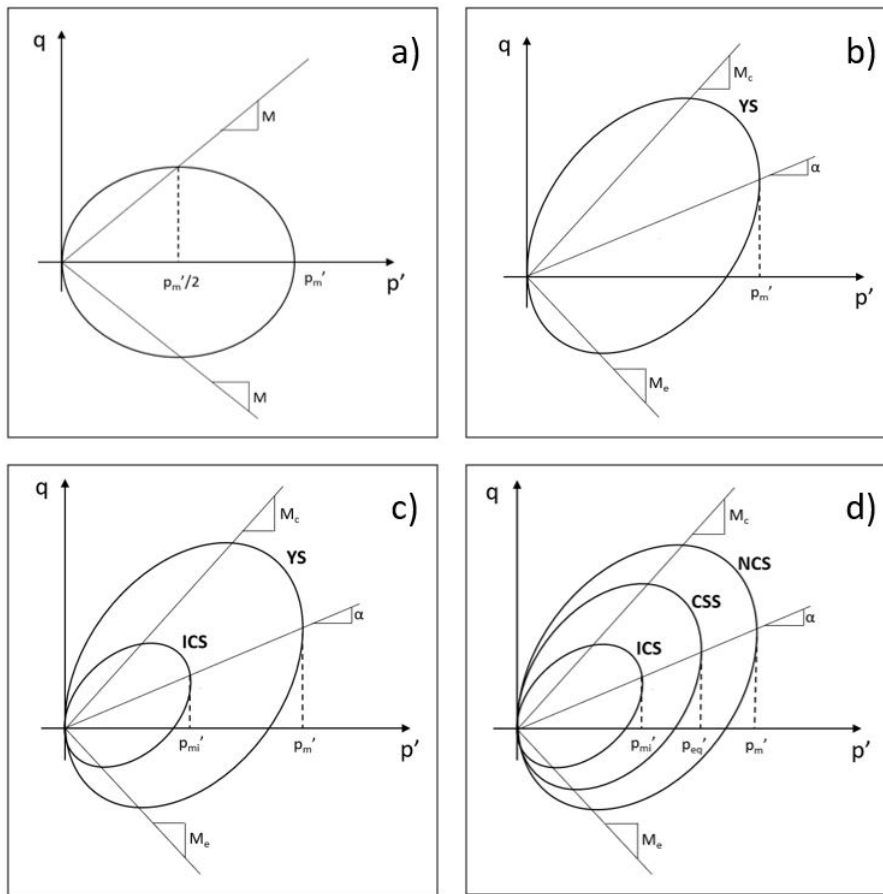 a)
q
M
p_m'/2
p_m'
p'
M
b)
q
M_c
YS
α
p_m'
p'
M_e
c)
q
M_c
YS
α
ICS
p_mi'
p_m'
p'
M_e
d)
q
M_c
NCS
CSS
α
ICS
p_mi'
p_eq'
p_m'
p'
M_e